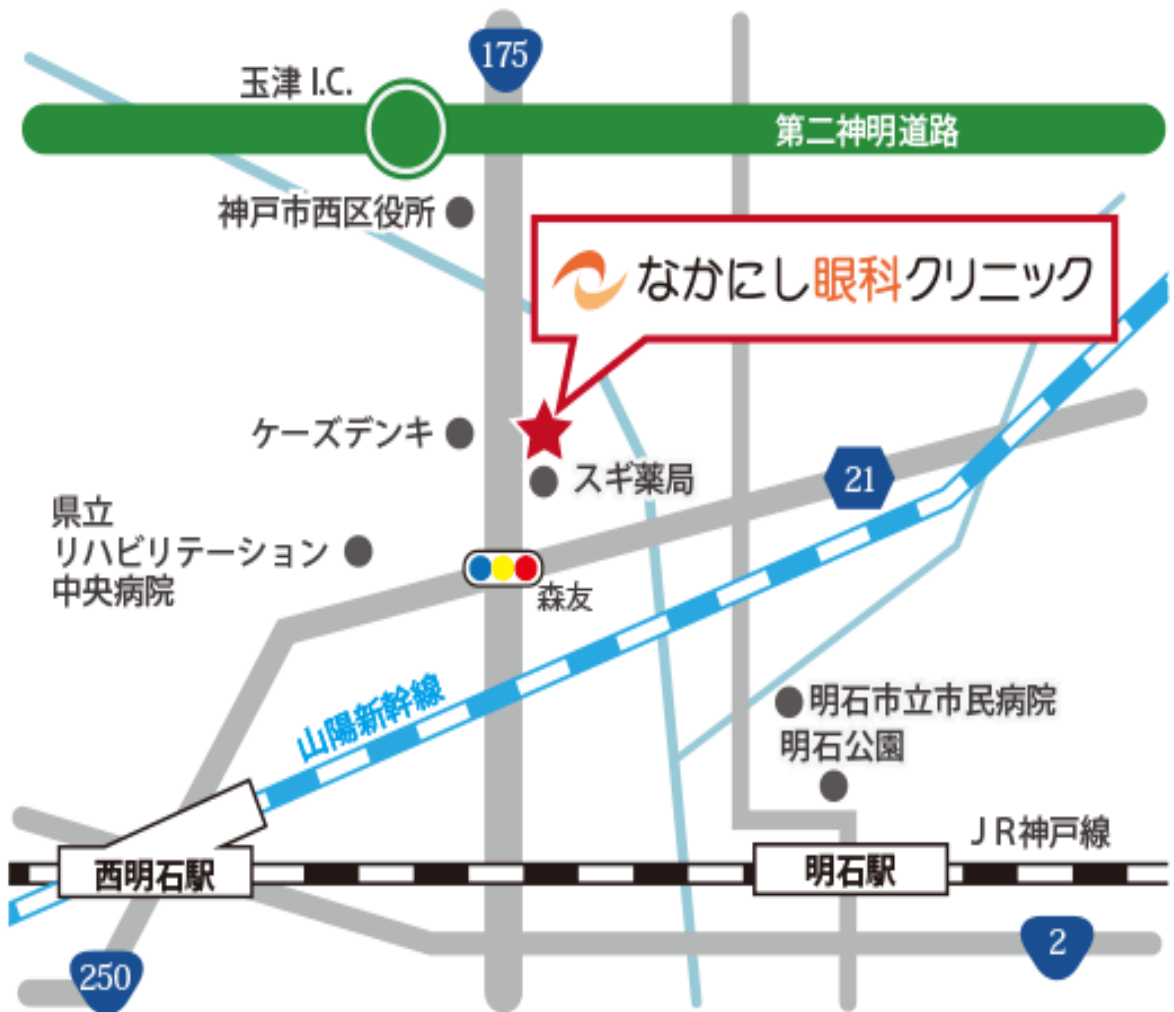 175
玉津 I.C.
第二神明道路
神戸市西区役所
なかにし眼科クリニック
ケーズデンキ
スギ薬局
21
県立
リハビリテーション
中央病院
森友
山陽新幹線
明石市立市民病院
明石公園
JR神戸線
西明石駅
明石駅
2
250